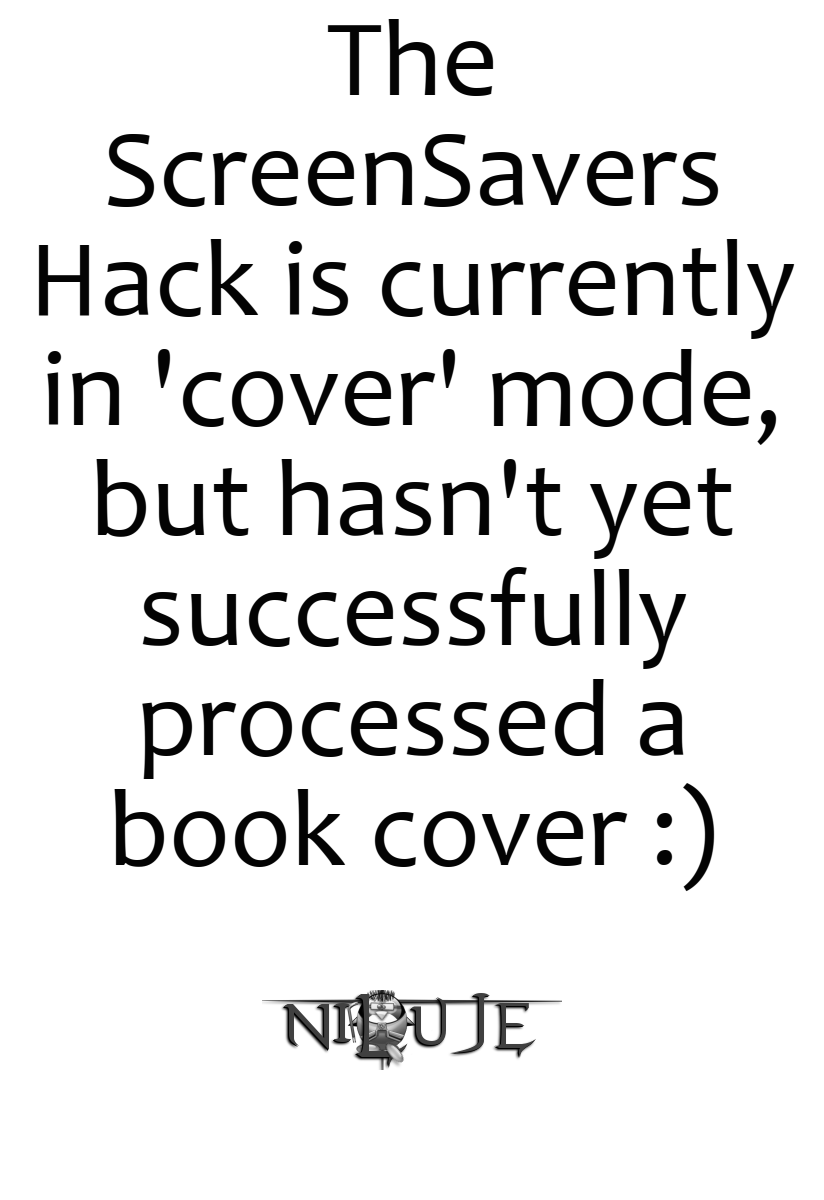 The
ScreenSavers
Hack is currently
in 'cover' mode,
but hasn't yet
successfully
processed a
book cover :)
NiLuJE